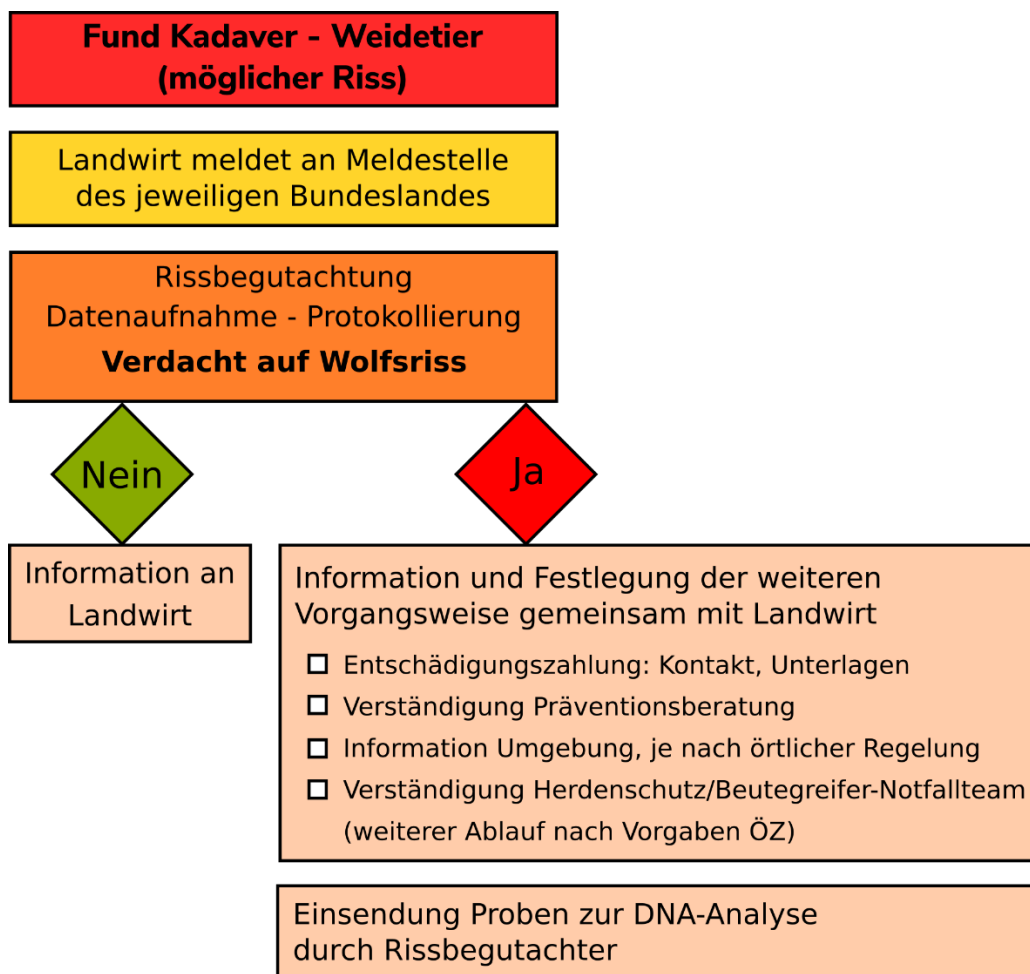 Fund Kadaver - Weidetier
(möglicher Riss)
Landwirt meldet an Meldestelle
des jeweiligen Bundeslandes
Rissbegutachtung
Datenaufnahme - Protokollierung
Verdacht auf Wolfsriss
Nein
Ja
Information an
Landwirt
Information und Festlegung der weiteren
Vorgangsweise gemeinsam mit Landwirt
Entschädigungszahlung: Kontakt, Unterlagen
Verständigung Präventionsberatung
Information Umgebung, je nach örtlicher Regelung
Verständigung Herdenschutz/Beutegreifer-Notfallteam
(weiterer Ablauf nach Vorgaben ÖZ)
Einsendung Proben zur DNA-Analyse
durch Rissbegutachter